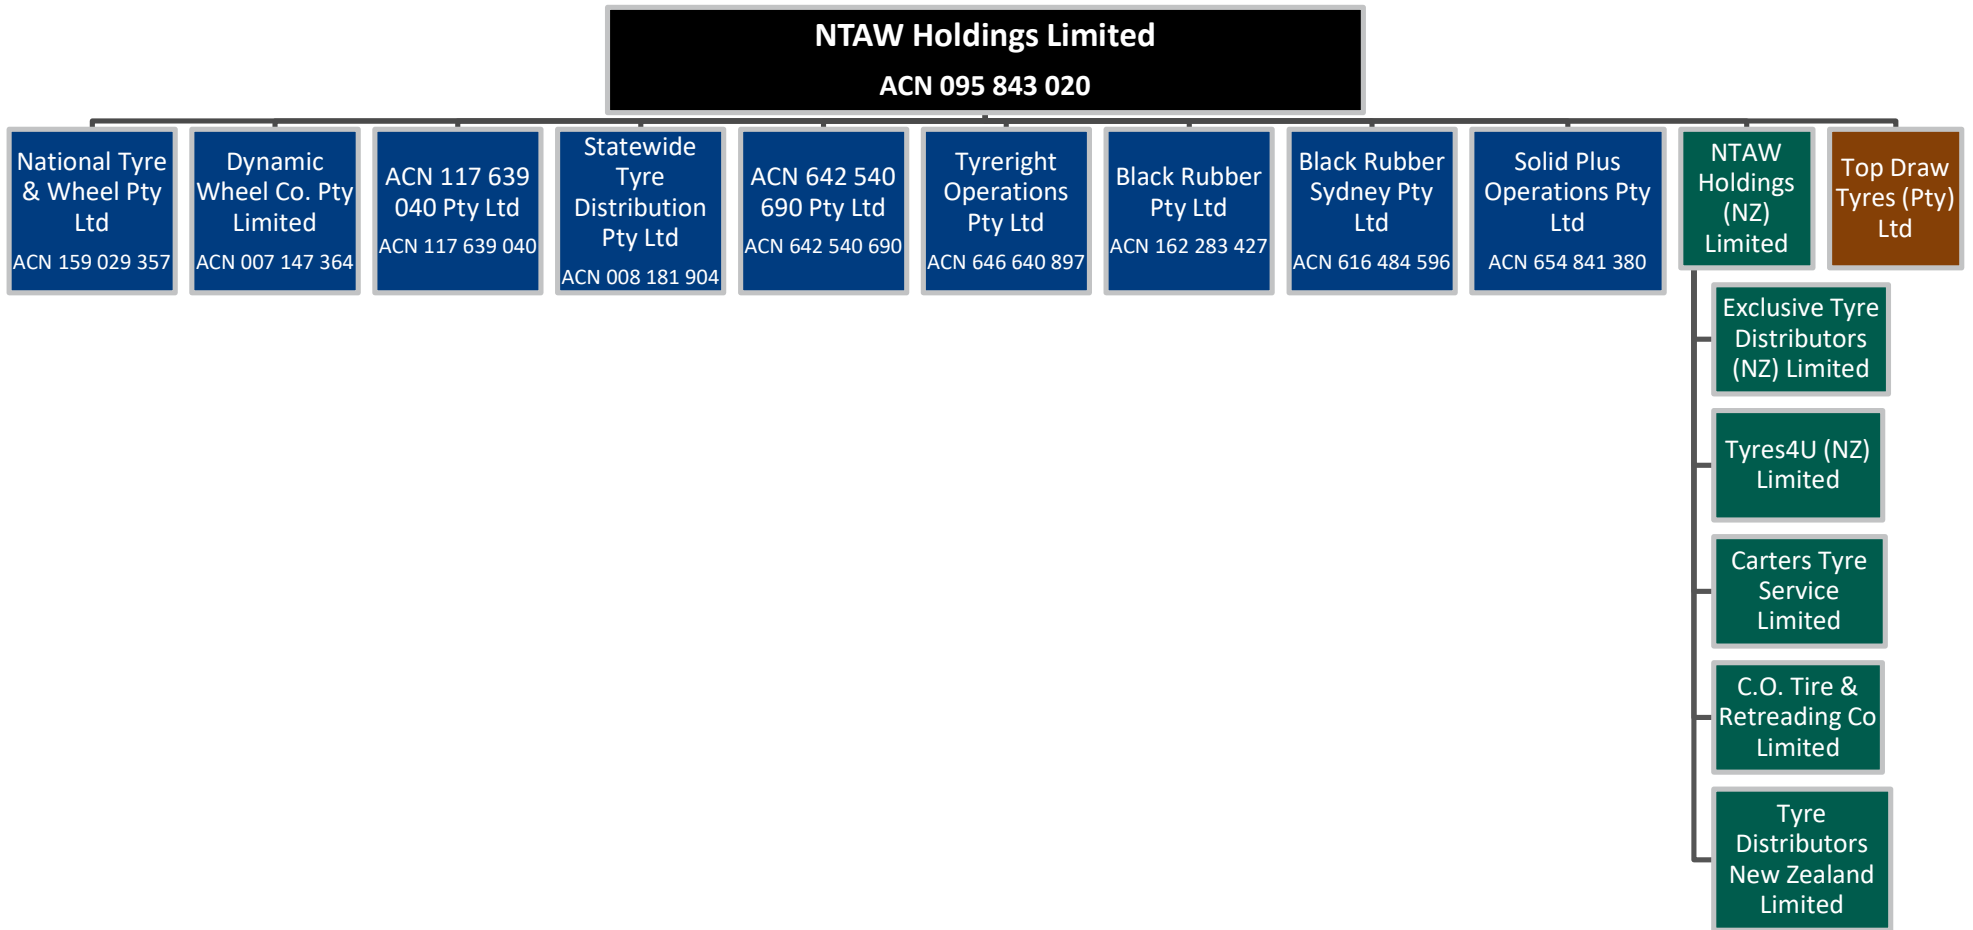 NTAW Holdings Limited
ACN 095 843 020
National Tyre
& Wheel Pty
Ltd
ACN 159 029 357
Dynamic
Wheel Co. Pty
Limited
ACN 007 147 364
ACN 117 639
040 Pty Ltd
ACN 117 639 040
Statewide
Tyre
Distribution
Pty Ltd
ACN 008 181 904
ACN 642 540
690 Pty Ltd
ACN 642 540 690
Tyreright
Operations
Pty Ltd
ACN 646 640 897
Black Rubber
Pty Ltd
ACN 162 283 427
Black Rubber
Sydney Pty
Ltd
ACN 616 484 596
Solid Plus
Operations Pty
Ltd
ACN 654 841 380
NTAW
Holdings
(NZ)
Limited
Top Draw
Tyres (Pty)
Ltd
Exclusive Tyre
Distributors
(NZ) Limited
Tyres4U (NZ)
Limited
Carters Tyre
Service
Limited
C.O. Tire &
Retreading Co
Limited
Tyre
Distributors
New Zealand
Limited